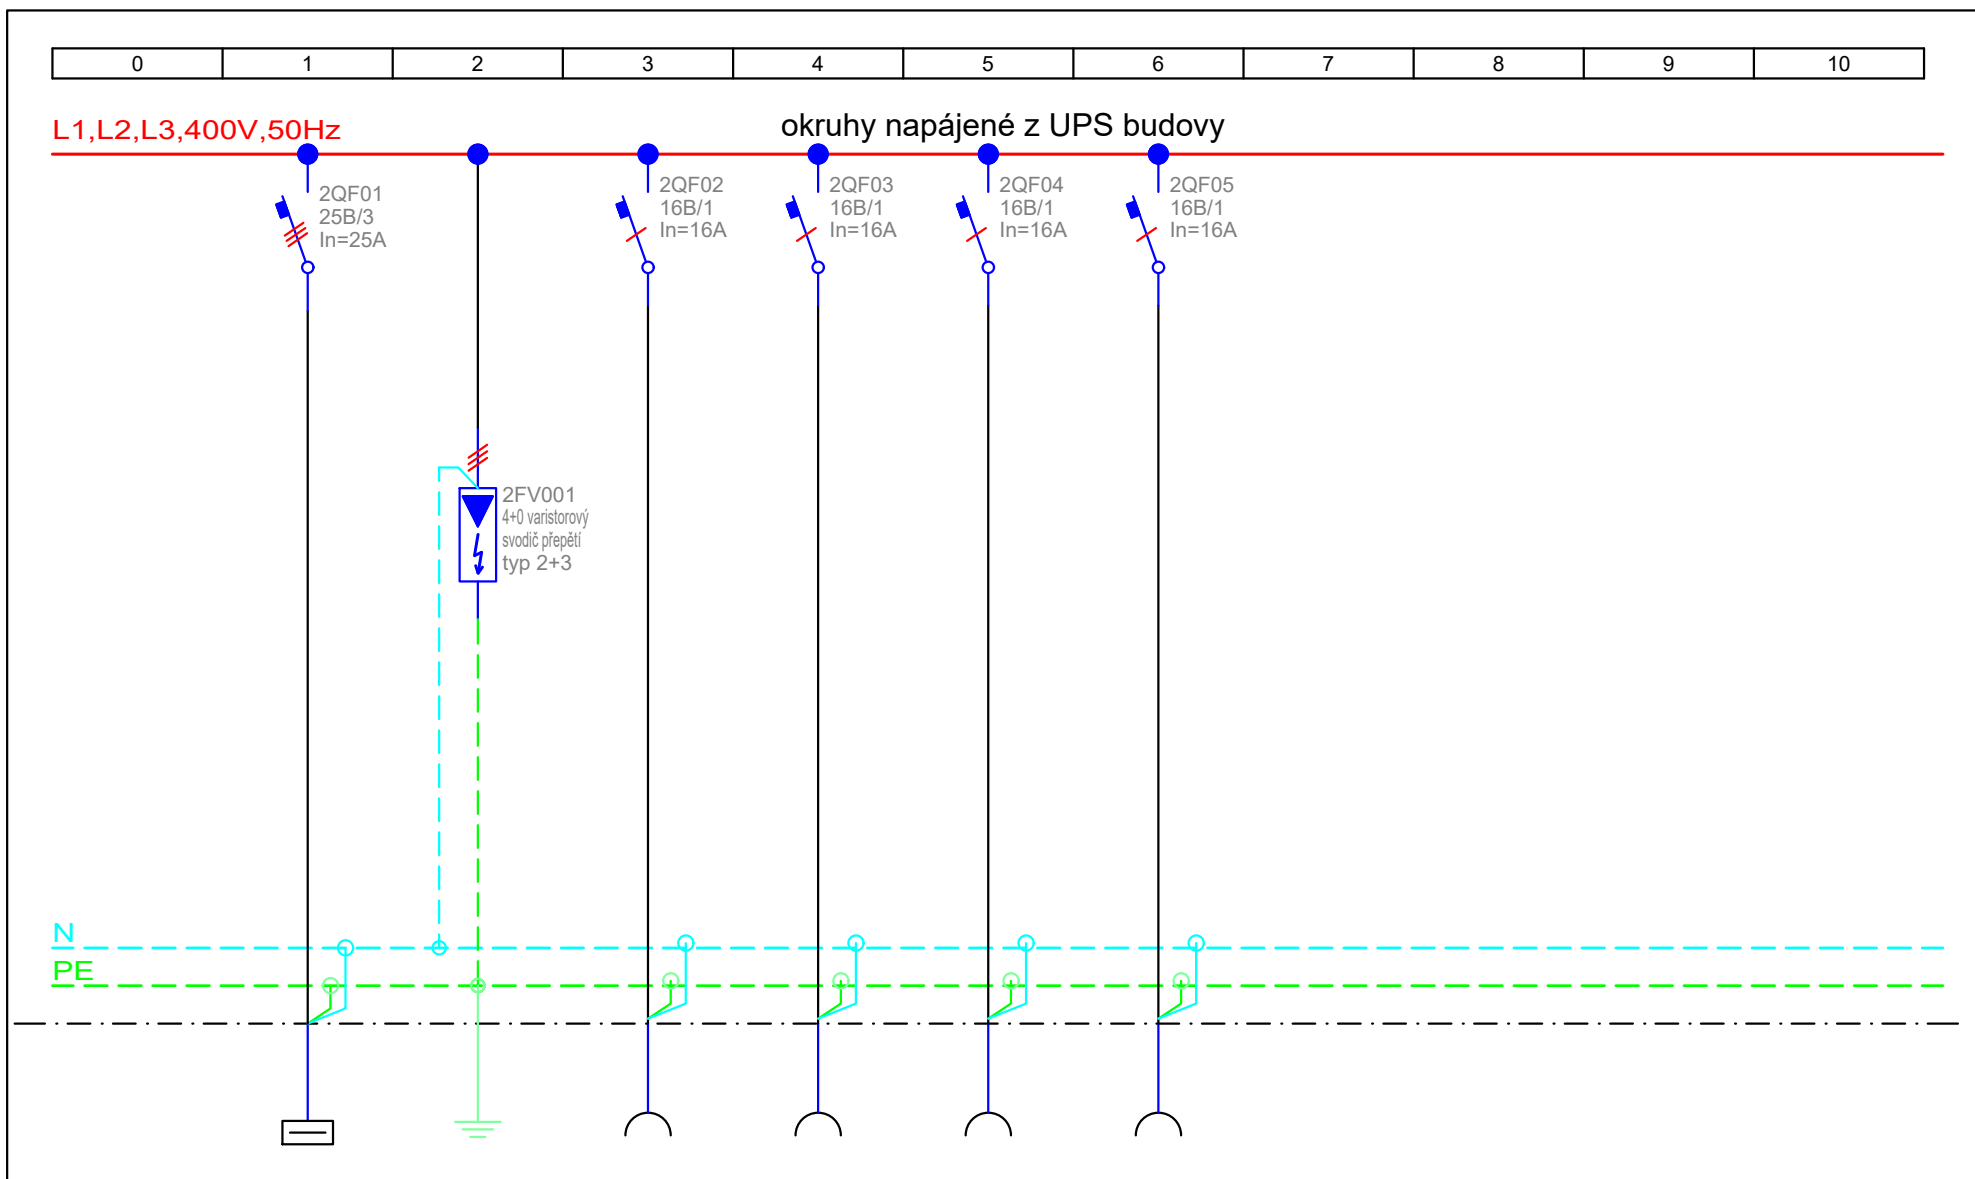 0 1 2 3 4 5 6 7 8 9 10
okruhy napájené z UPS budovy
L1,L2,L3,400V,50Hz
2QF01
25B/3
In=25A
2QF02
16B/1
In=16A
2QF03
16B/1
In=16A
2QF04
16B/1
In=16A
2QF05
16B/1
In=16A
2FV001
4+0 varistorový
svodič přepětí
typ 2+3
N
PE